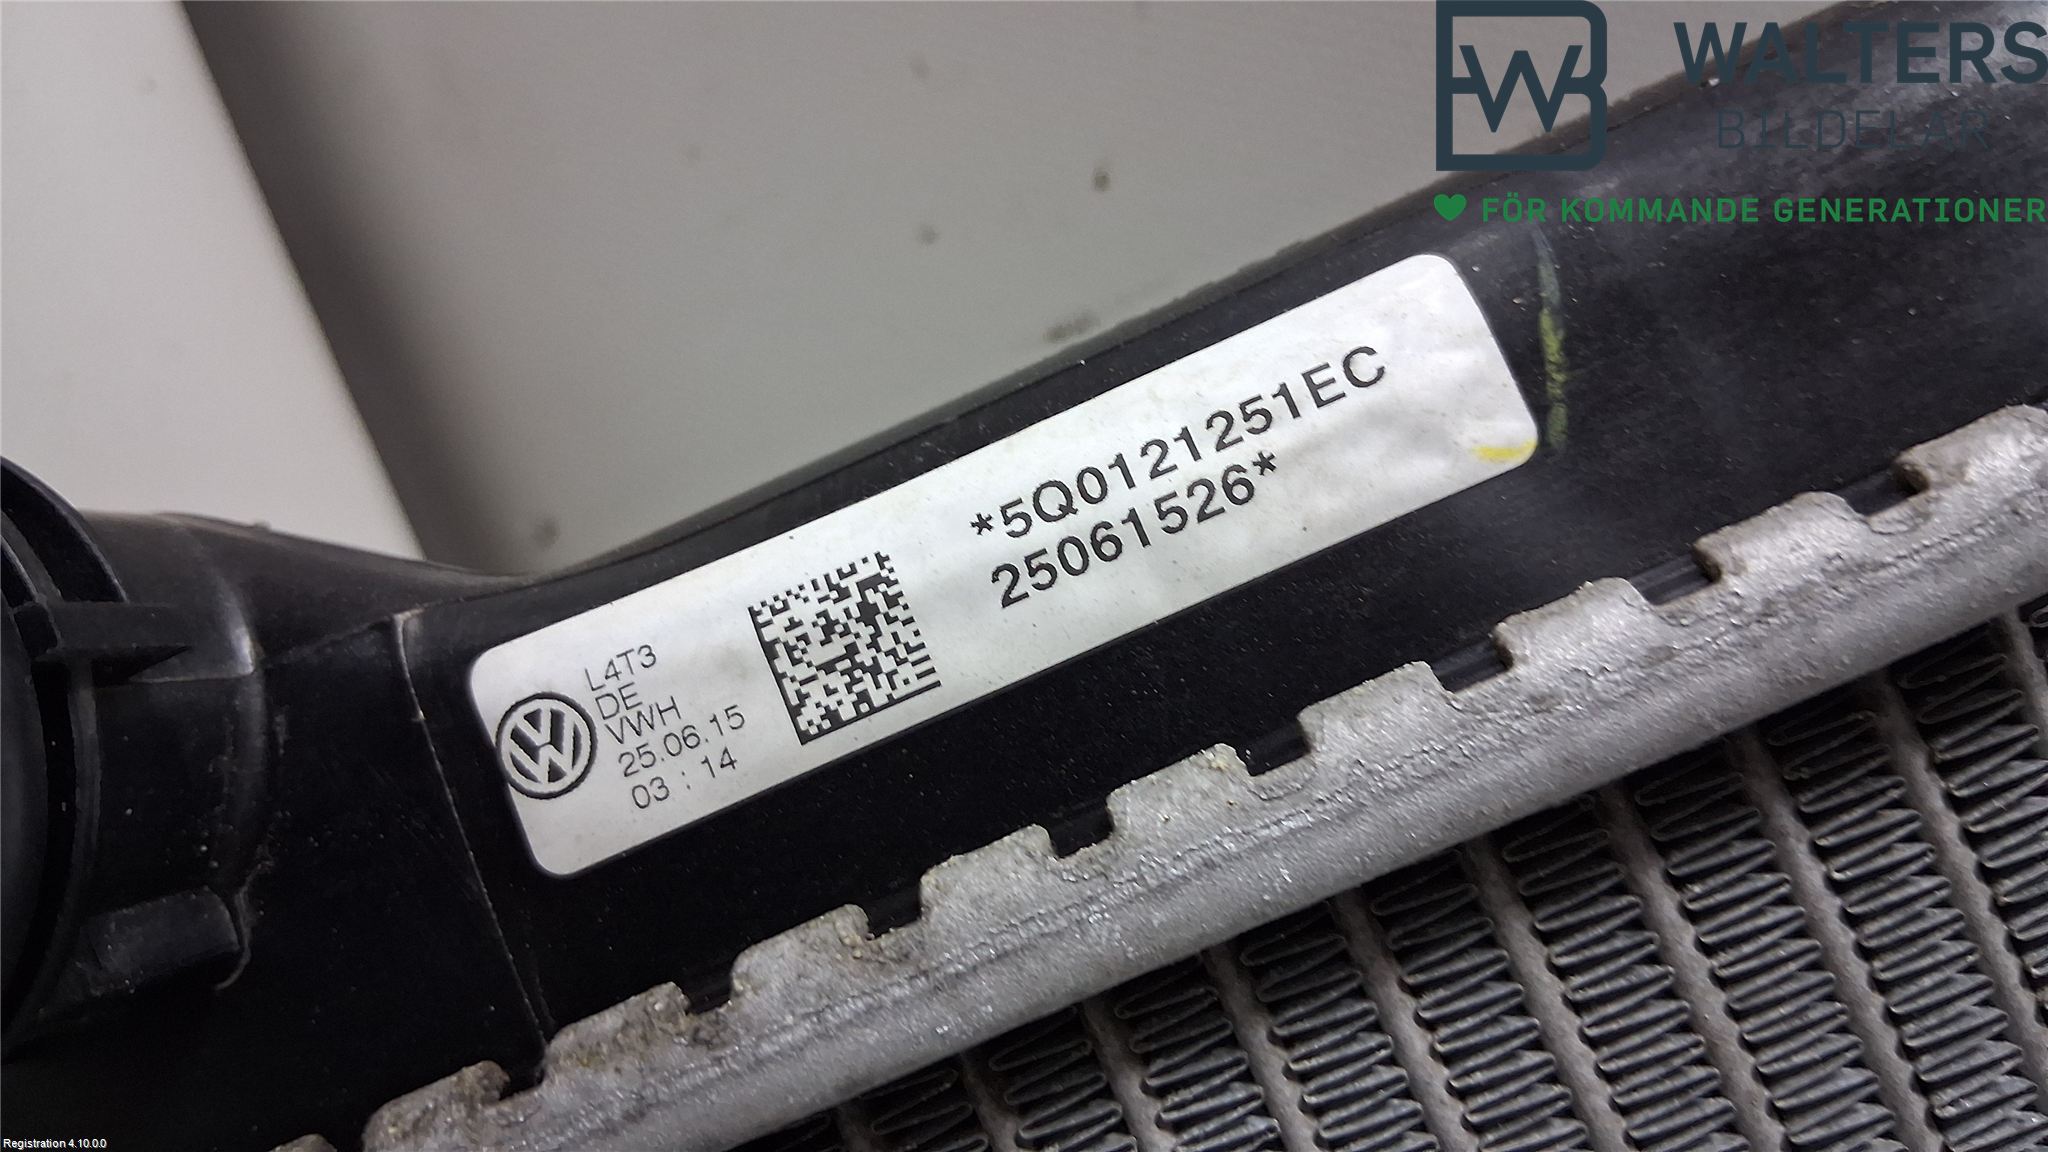 WALTERS
BILDELAR
FÖR KOMMANDE GENERATIONER
*5Q0121251EC
25061526*
L4T3
DE
VWH
25.06.15
03 : 14
Registration 4.10.0.0